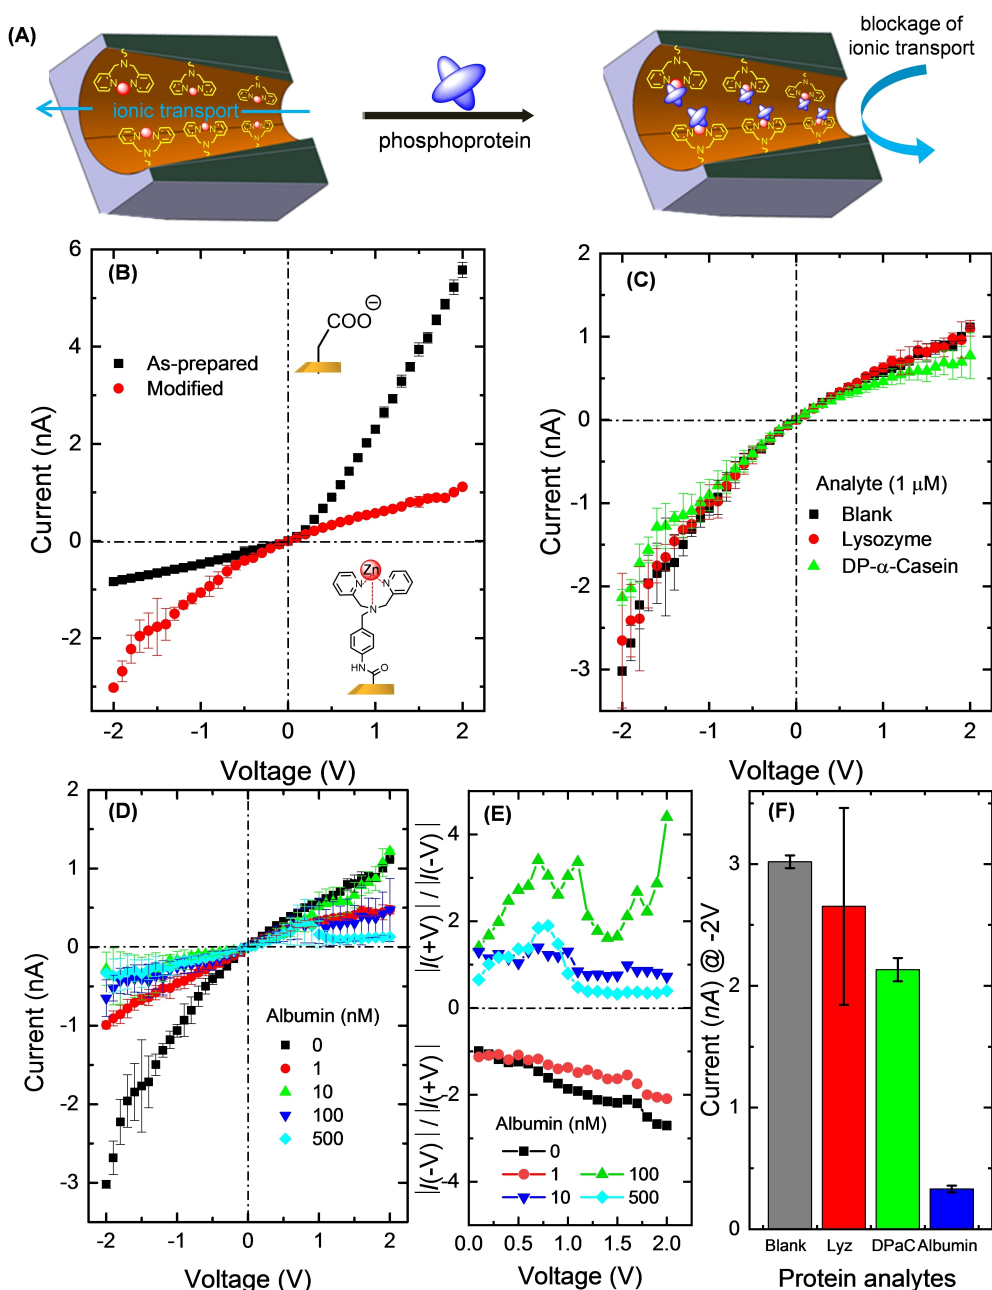 (A)
ionic transport
phosphoprotein
blockage of
ionic transport
(B)
As-prepared
Modified
COO
−
Zn
N
N
N
HN
O
Current (nA)
6
4
2
0
-2
-2
-1
0
1
2
Voltage (V)
(C)
Current (nA)
2
1
0
-1
-2
-3
Analyte (1 μM)
Blank
Lysozyme
DP-α-Casein
-2
-1
0
1
2
Voltage (V)
(D)
Current (nA)
2
1
0
-1
-2
-3
Albumin (nM)
0
1
10
100
500
-2
-1
0
1
2
Voltage (V)
(E)
|I(+V)| / |I(-V)|
|I(-V)| / |I(+V)|
4
2
0
-2
-4
Albumin (nM)
0
1
100
10
500
0.0
0.5
1.0
1.5
2.0
Voltage (V)
(F)
Current (nA) @ -2V
3
2
1
0
Blank
Lyz
DPaC
Albumin
Protein analytes